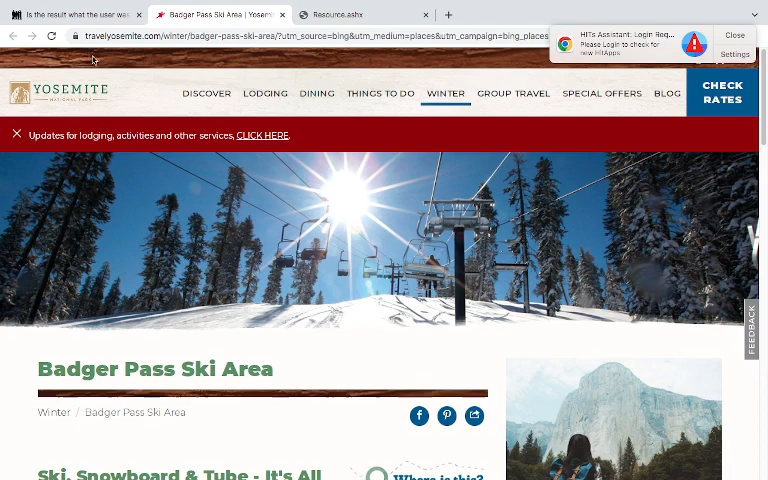 Is the result what the user was
Badger Pass Ski Area | Yosemi
Resource.ashx
travelyosemite.com/winter/badger-pass-ski-area/?utm_source=bing&utm_medium=places&utm_campaign=bing_places
HITs Assistant: Login Req...
Please Login to check for
new HitApps
Close
Settings
YOSEMITE
NATIONAL PARK
DISCOVER LODGING DINING THINGS TO DO WINTER GROUP TRAVEL SPECIAL OFFERS BLOG
CHECK
RATES
Updates for lodging, activities and other services, CLICK HERE.
FEEDBACK
Badger Pass Ski Area
Winter / Badger Pass Ski Area
Ski, Snowboard & Tube - It's All
Where is this?